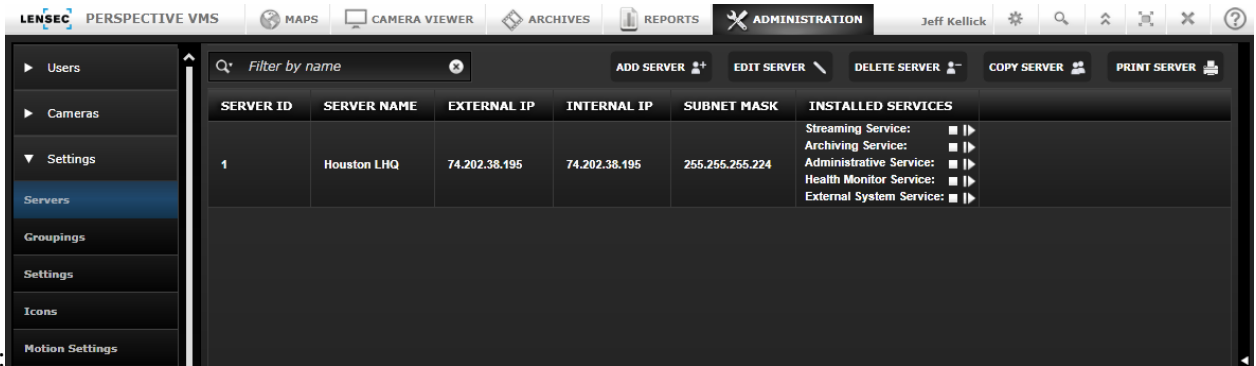 LENSEC PERSPECTIVE VMS MAPS CAMERA VIEWER ARCHIVES REPORTS ADMINISTRATION Jeff Kellick
Users
Cameras
Settings
Servers
Groupings
Settings
Icons
Motion Settings
:
Filter by name ADD SERVER EDIT SERVER DELETE SERVER COPY SERVER PRINT SERVER
SERVER ID SERVER NAME EXTERNAL IP INTERNAL IP SUBNET MASK INSTALLED SERVICES
1 Houston LHQ 74.202.38.195 74.202.38.195 255.255.255.224
Streaming Service:
Archiving Service:
Administrative Service:
Health Monitor Service:
External System Service: